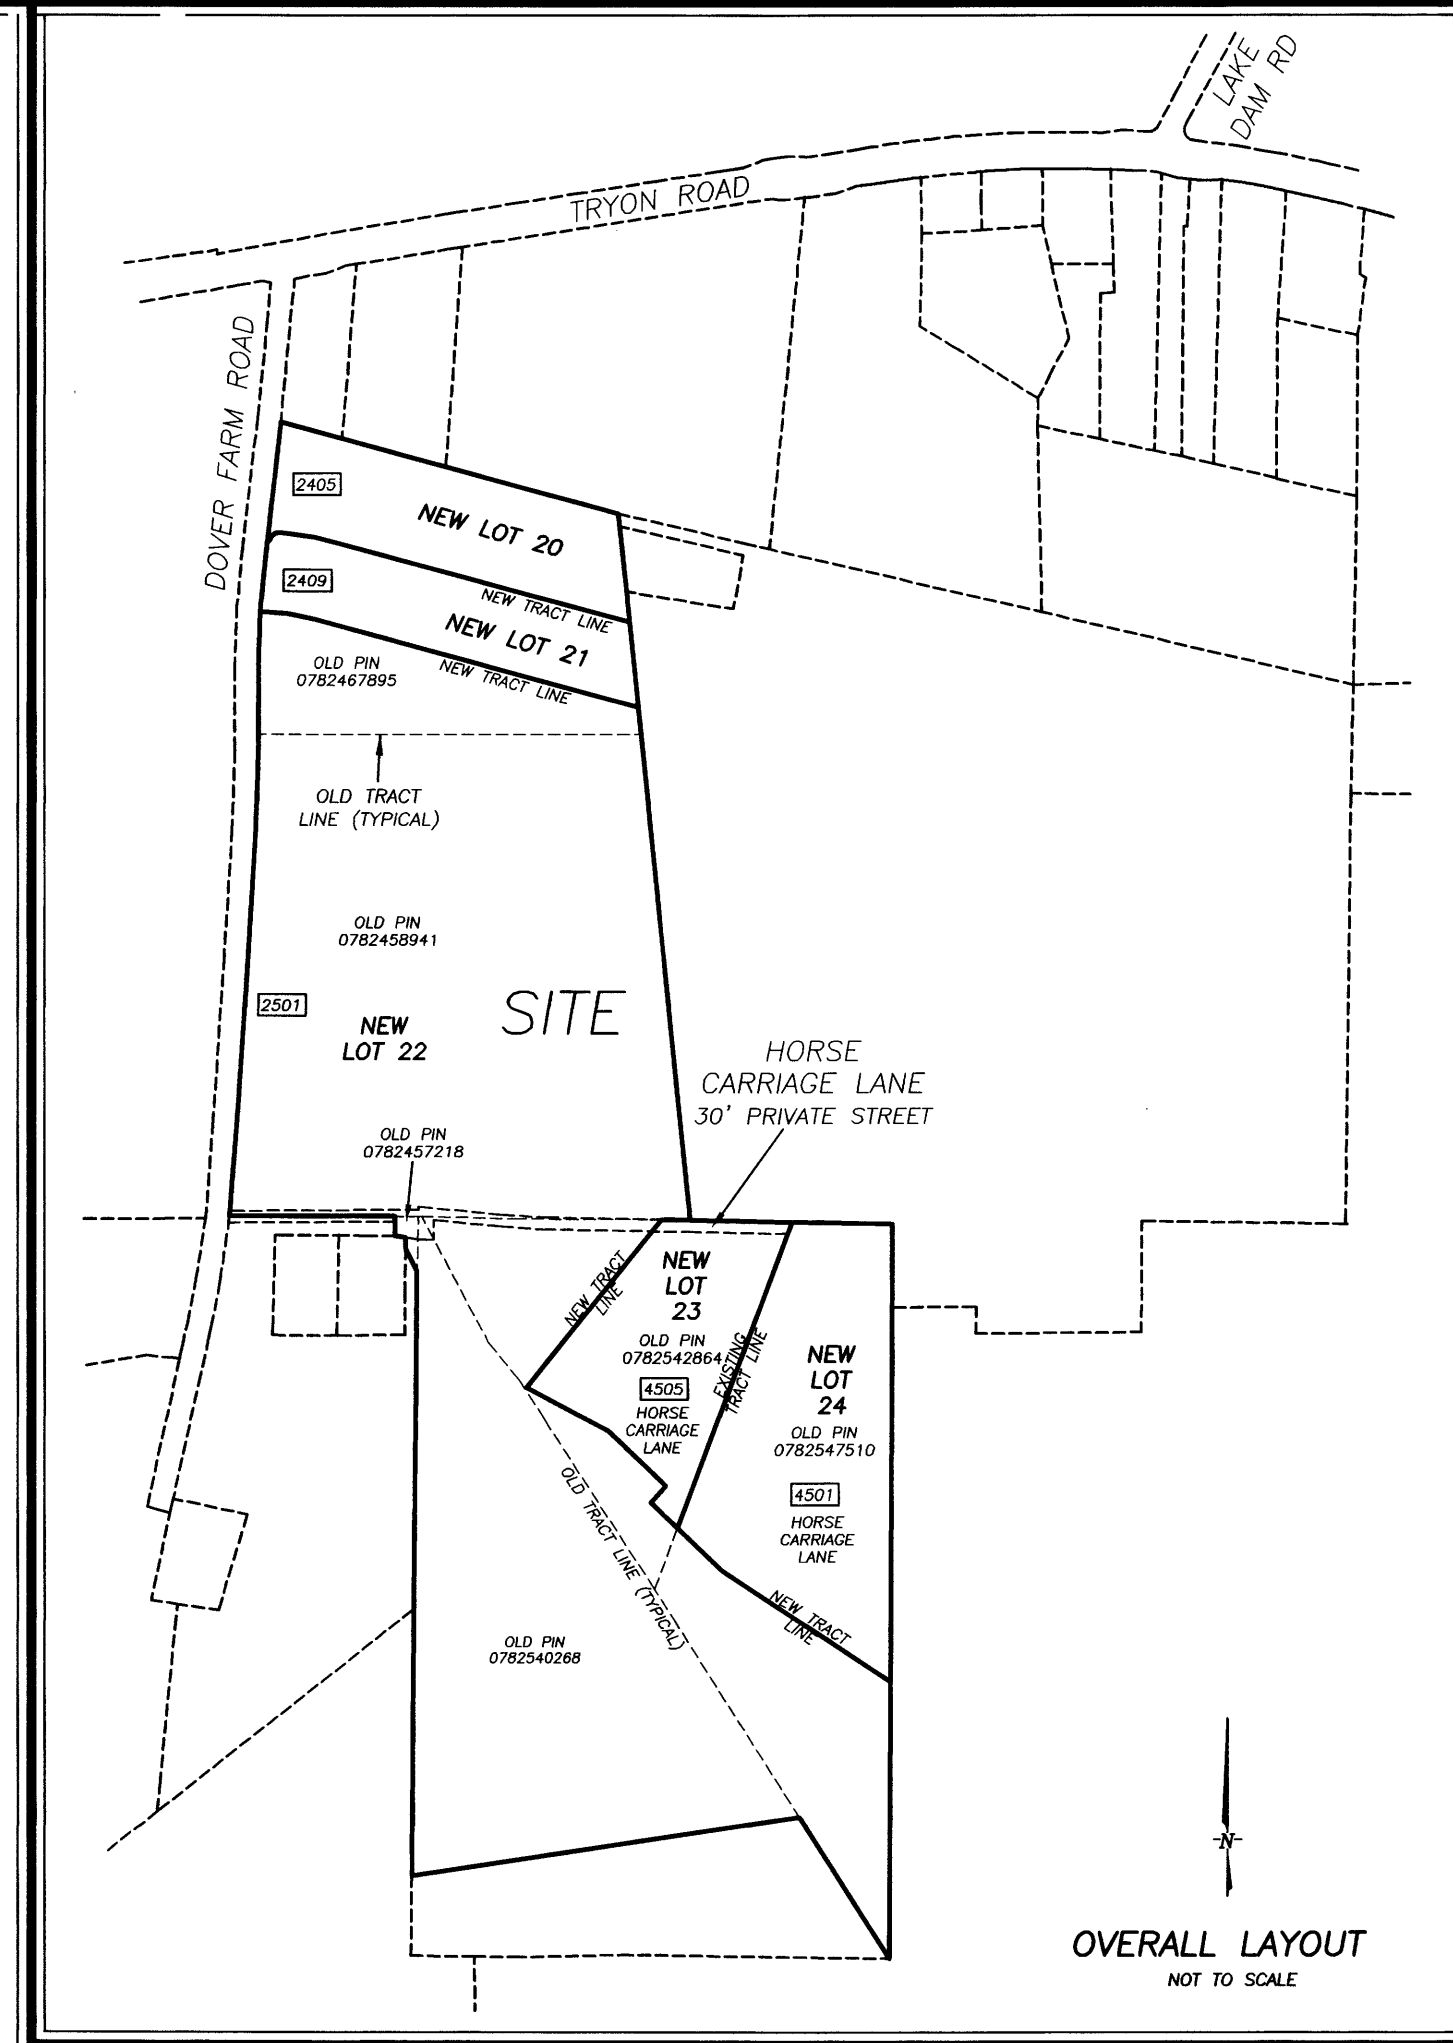 LAKE
DAM RD
TRYON ROAD
DOVER FARM ROAD
2405
NEW LOT 20
2409
NEW TRACT LINE
NEW LOT 21
OLD PIN
0782467895
NEW TRACT LINE
OLD TRACT
LINE (TYPICAL)
OLD PIN
0782458941
2501
NEW
LOT 22
SITE
HORSE
CARRIAGE LANE
30' PRIVATE STREET
OLD PIN
0782457218
NEW TRACT
LINE
NEW
LOT
23
OLD PIN
0782542864
4505
HORSE
CARRIAGE
LANE
EXISTING
TRACT LINE
NEW
LOT
24
OLD PIN
0782547510
4501
HORSE
CARRIAGE
LANE
OLD TRACT LINE (TYPICAL)
NEW TRACT
LINE
OLD PIN
0782540268
N
OVERALL LAYOUT
NOT TO SCALE